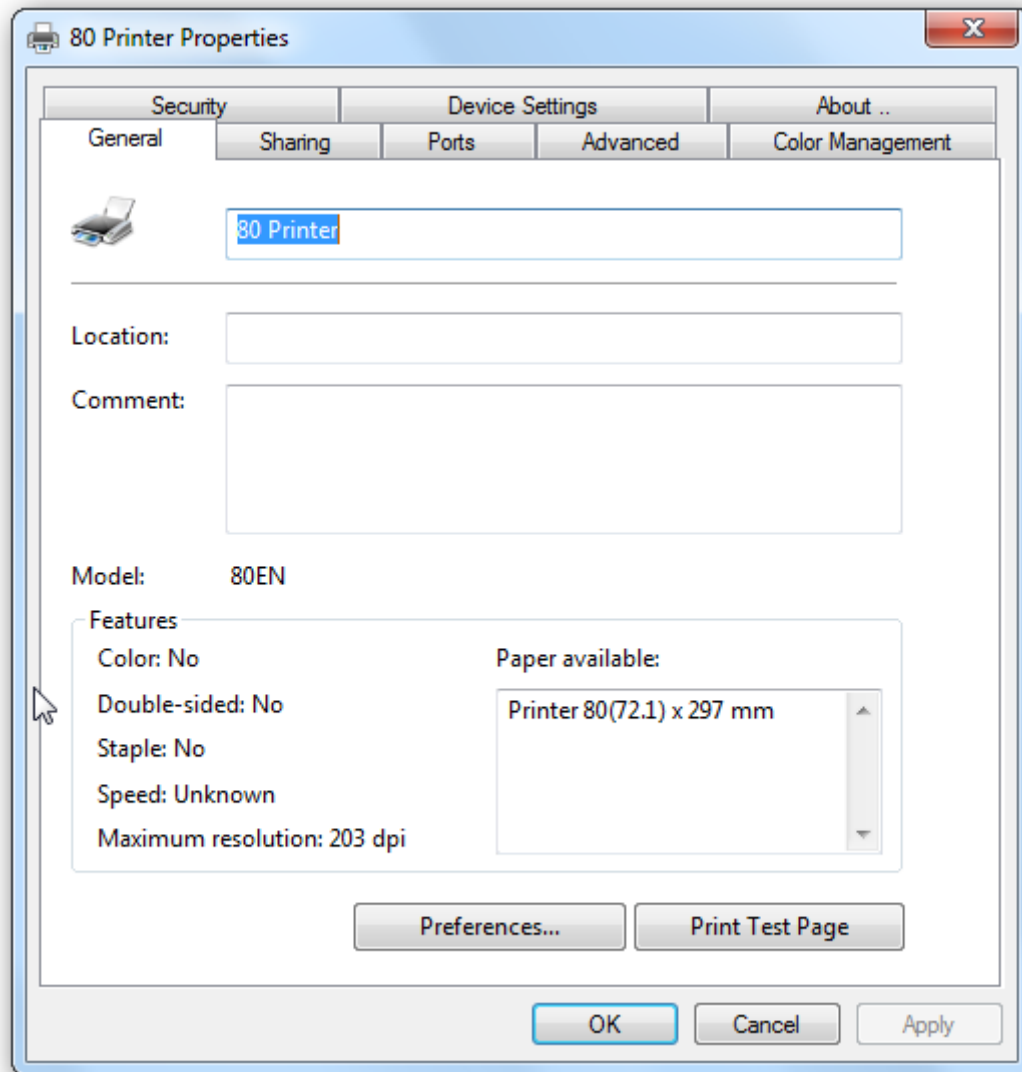 80 Printer Properties
Security Device Settings About ..
General Sharing Ports Advanced Color Management
80 Printer
Location:
Comment:
Model: 80EN
Features
Color: No Paper available:
Double-sided: No Printer 80(72.1) x 297 mm
Staple: No
Speed: Unknown
Maximum resolution: 203 dpi
Preferences... Print Test Page
OK Cancel Apply